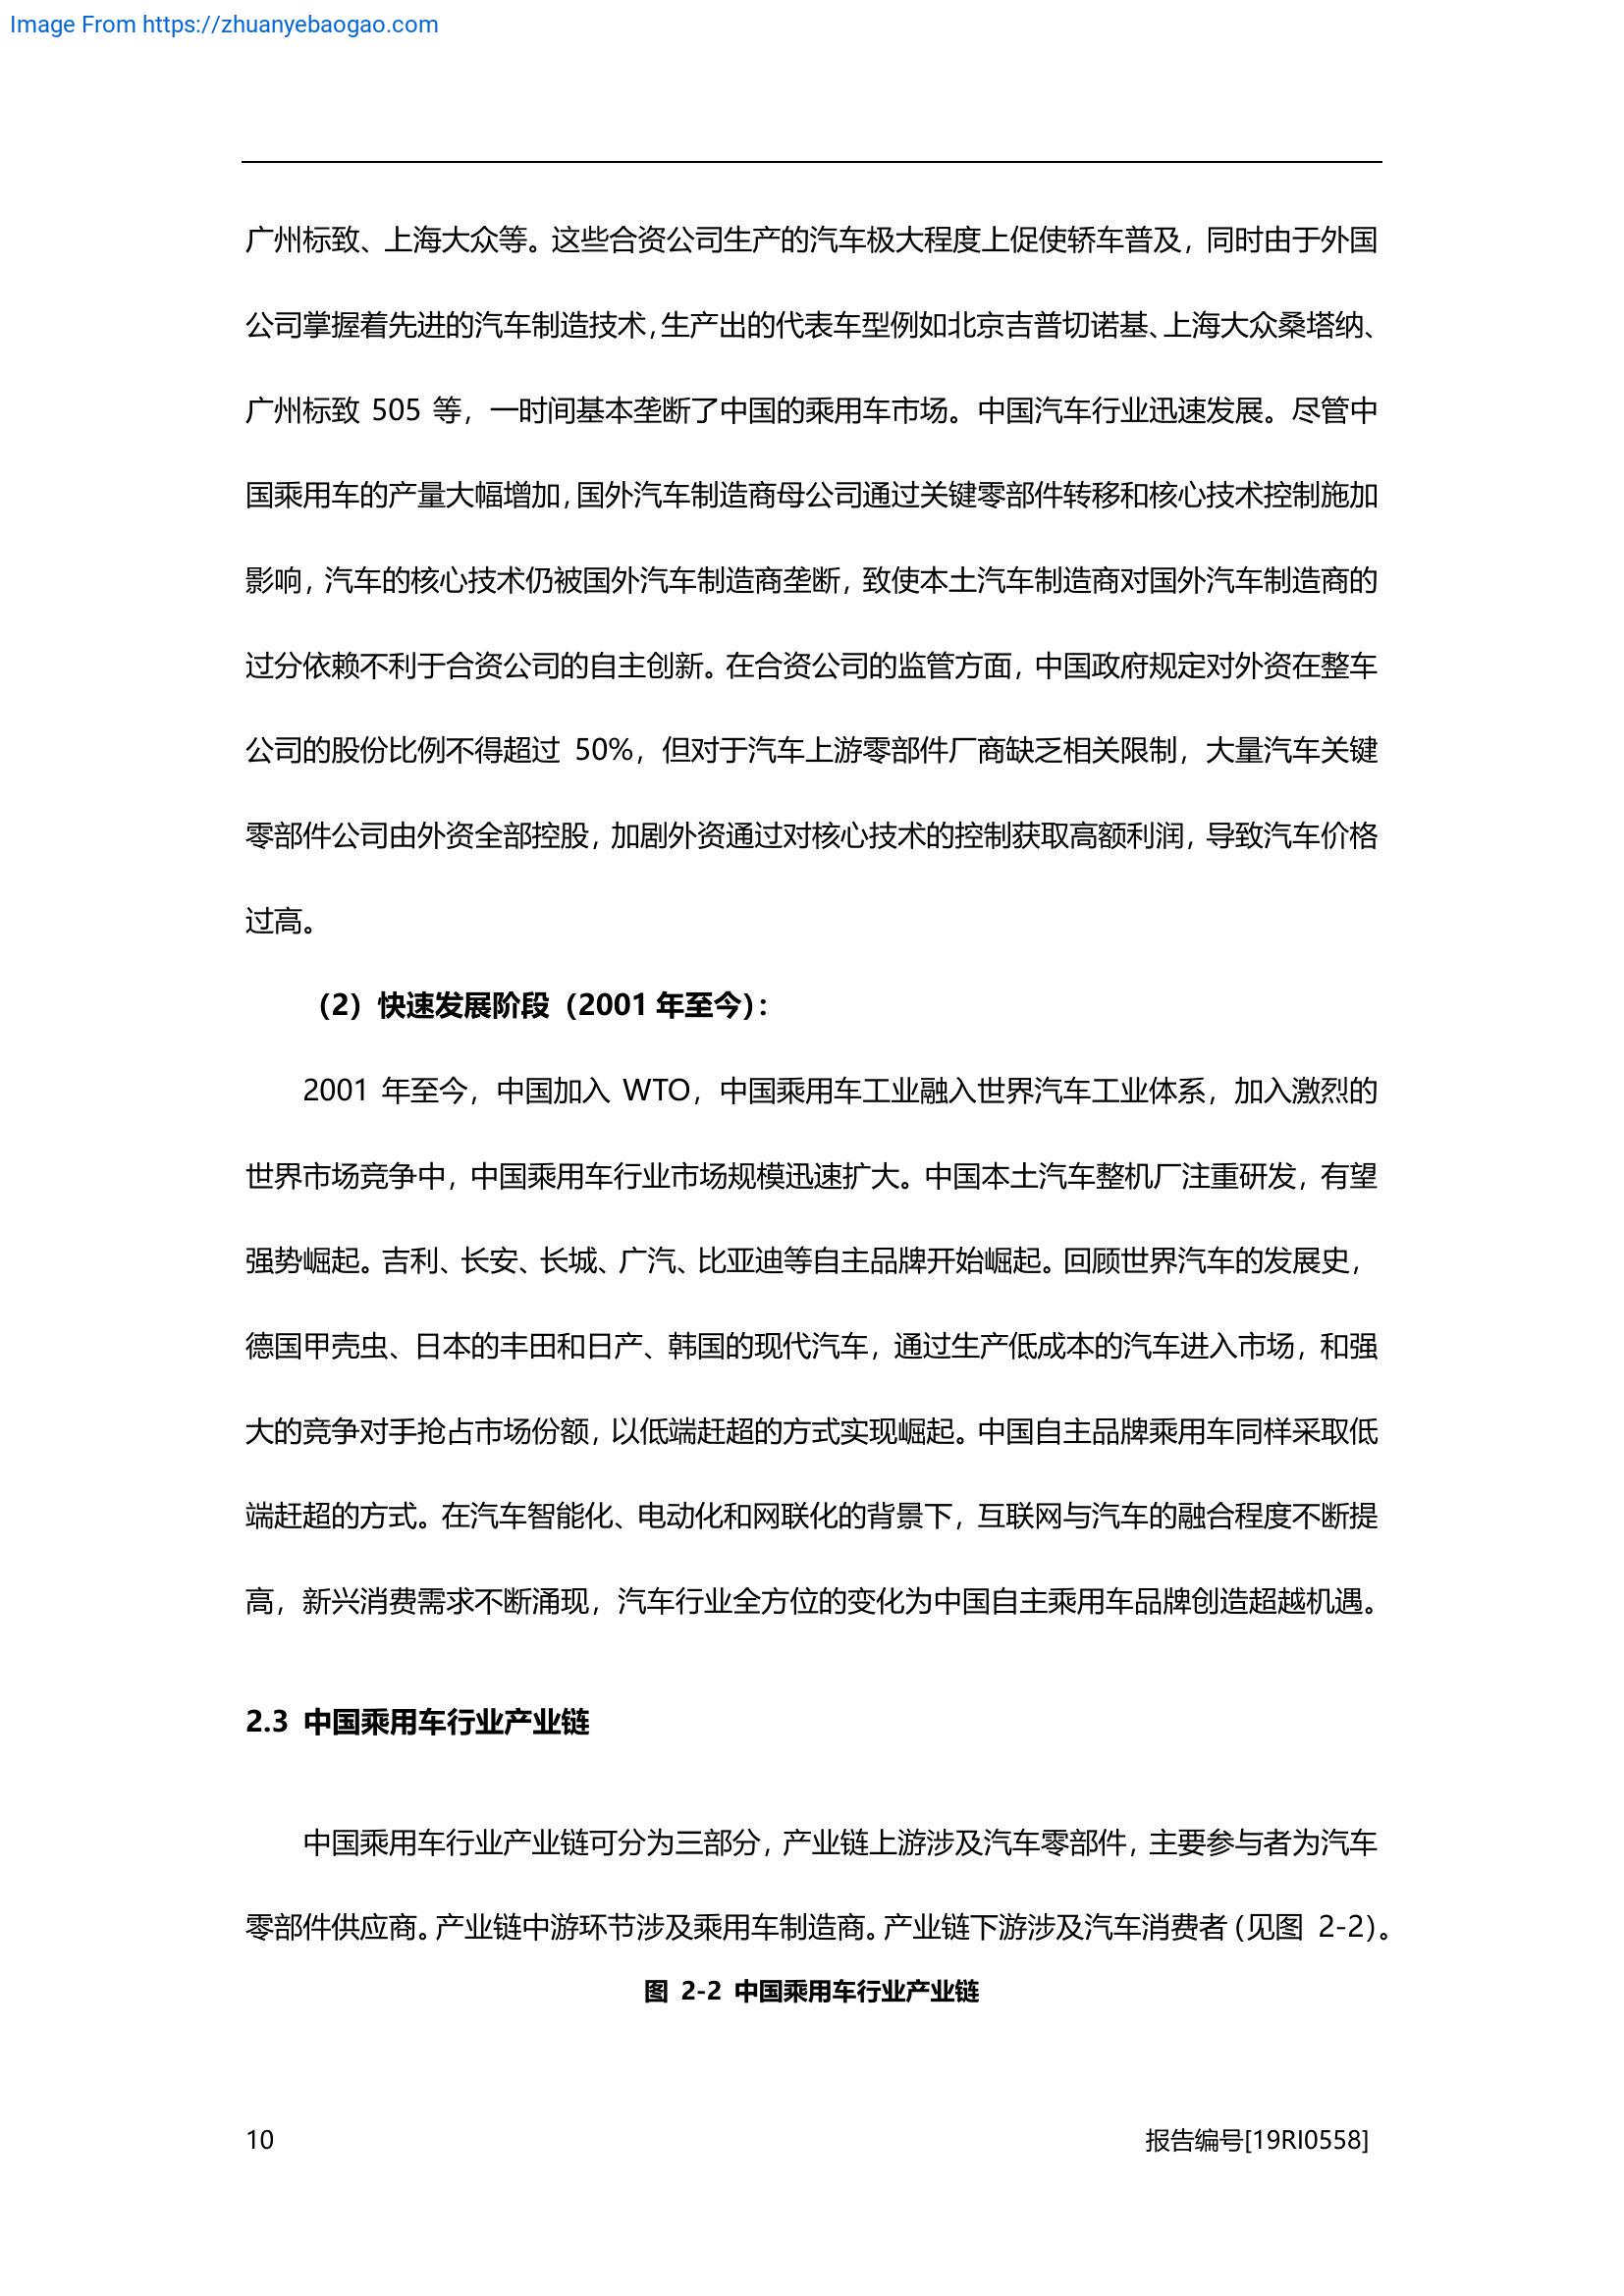 Image From https://zhuanyebaogao.com
广州标致、上海大众等。这些合资公司生产的汽车极大程度上促使轿车普及，同时由于外国
公司掌握着先进的汽车制造技术，生产出的代表车型例如北京吉普切诺基、上海大众桑塔纳、
广州标致 505 等，一时间基本垄断了中国的乘用车市场。中国汽车行业迅速发展。尽管中
国乘用车的产量大幅增加，国外汽车制造商母公司通过关键零部件转移和核心技术控制施加
影响，汽车的核心技术仍被国外汽车制造商垄断，致使本土汽车制造商对国外汽车制造商的
过分依赖不利于合资公司的自主创新。在合资公司的监管方面，中国政府规定对外资在整车
公司的股份比例不得超过 50%，但对于汽车上游零部件厂商缺乏相关限制，大量汽车关键
零部件公司由外资全部控股，加剧外资通过对核心技术的控制获取高额利润，导致汽车价格
过高。
（2）快速发展阶段（2001 年至今）：
2001 年至今，中国加入 WTO，中国乘用车工业融入世界汽车工业体系，加入激烈的
世界市场竞争中，中国乘用车行业市场规模迅速扩大。中国本土汽车整机厂注重研发，有望
强势崛起。吉利、长安、长城、广汽、比亚迪等自主品牌开始崛起。回顾世界汽车的发展史，
德国甲壳虫、日本的丰田和日产、韩国的现代汽车，通过生产低成本的汽车进入市场，和强
大的竞争对手抢占市场份额，以低端赶超的方式实现崛起。中国自主品牌乘用车同样采取低
端赶超的方式。在汽车智能化、电动化和网联化的背景下，互联网与汽车的融合程度不断提
高，新兴消费需求不断涌现，汽车行业全方位的变化为中国自主乘用车品牌创造超越机遇。
2.3 中国乘用车行业产业链
中国乘用车行业产业链可分为三部分，产业链上游涉及汽车零部件，主要参与者为汽车
零部件供应商。产业链中游环节涉及乘用车制造商。产业链下游涉及汽车消费者（见图 2-2）。
图 2-2 中国乘用车行业产业链
10 报告编号[19RI0558]